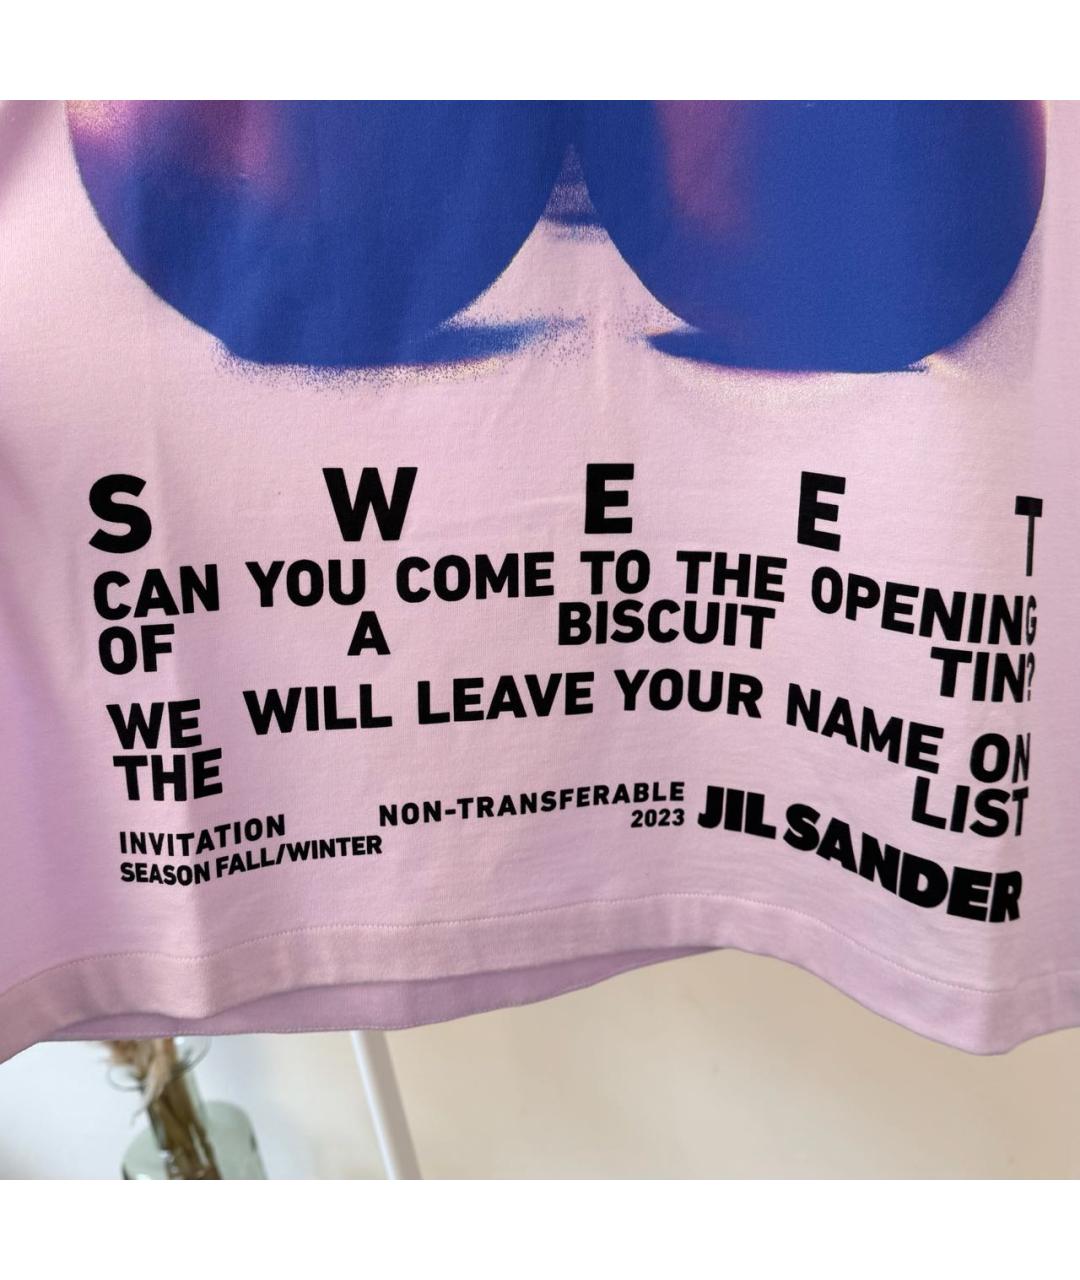 SWEET
CAN YOU COME TO THE OPENING
OF A BISCUIT TIN?
WE WILL LEAVE YOUR NAME ON
THE LIST
INVITATION NON-TRANSFERABLE
SEASON FALL/WINTER 2023
JIL SANDER